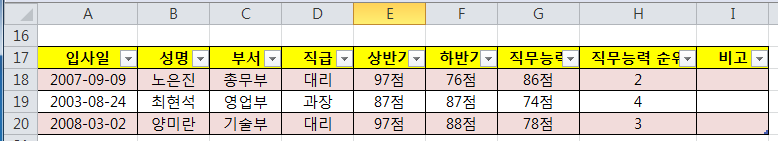 A B C D E F G H I
16
17 입사일 성명 부서 직급 상반기 하반기 직무능력 직무능력 순위 비고
18 2007-09-09 노은진 총무부 대리 97점 76점 86점 2
19 2003-08-24 최현석 영업부 과장 87점 87점 74점 4
20 2008-03-02 양미란 기술부 대리 97점 88점 78점 3